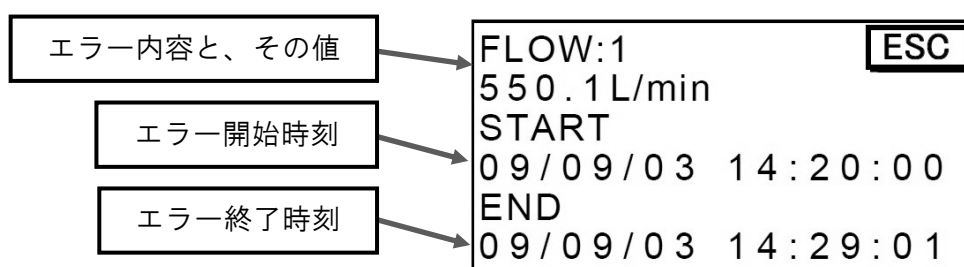 エラー内容と、その値
エラー開始時刻
エラー終了時刻
FLOW:1 ESC
550.1L/min
START
09/09/03 14:20:00
END
09/09/03 14:29:01